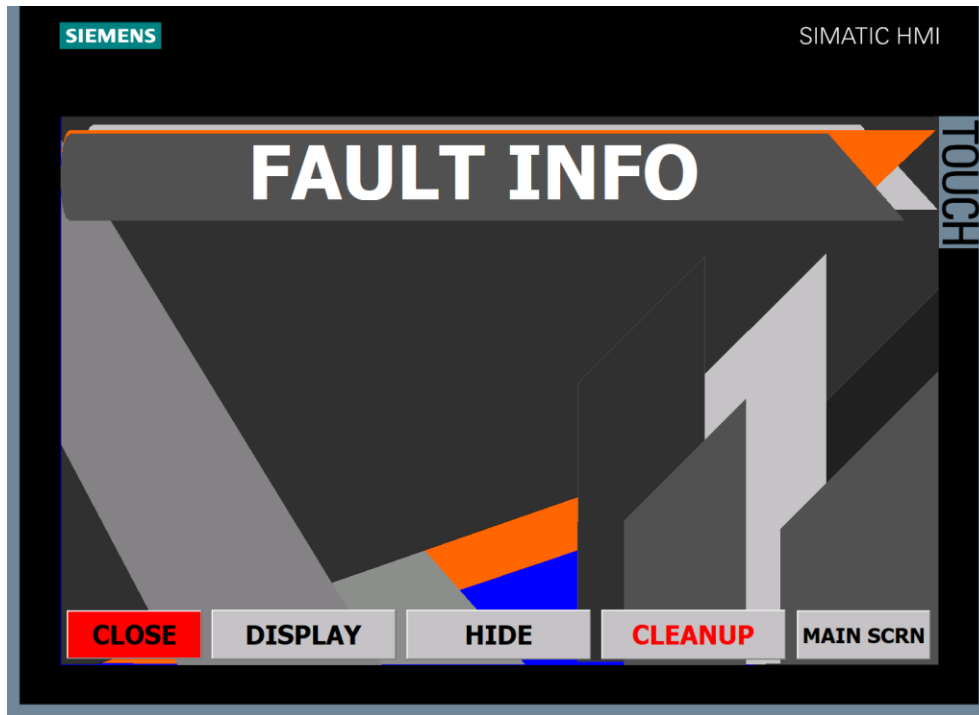 SIEMENS
SIMATIC HMI
TOUCH
FAULT INFO
CLOSE
DISPLAY
HIDE
CLEANUP
MAIN SCRN